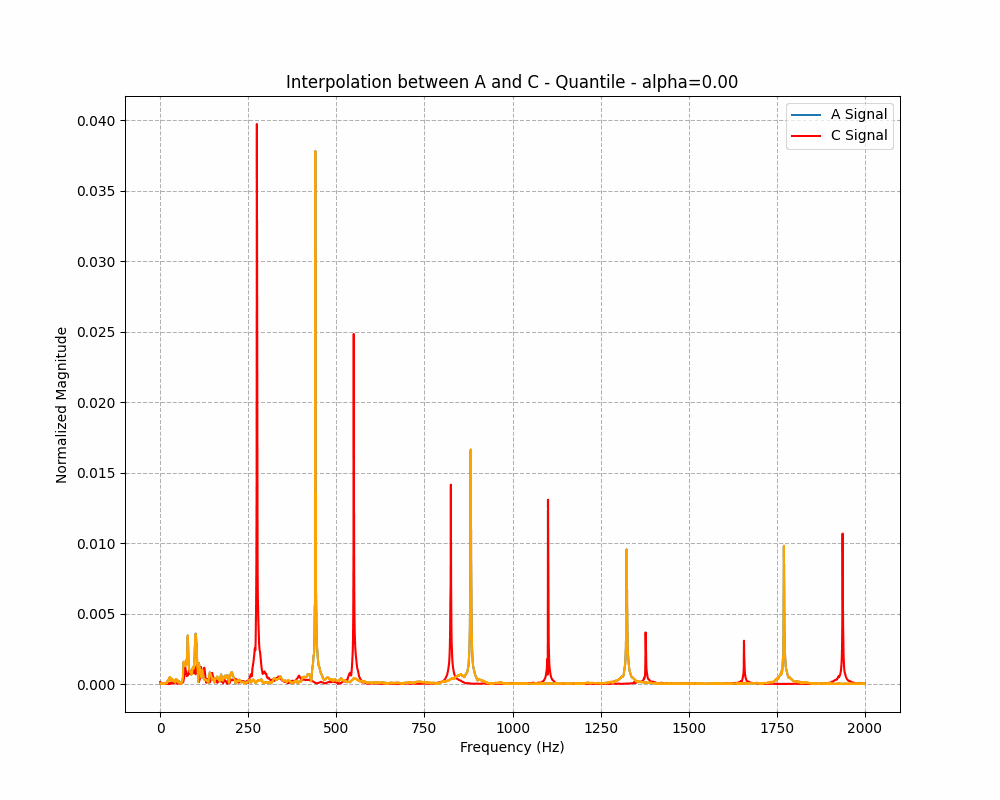 Interpolation between A and C - Quantile - alpha=0.00
A Signal
C Signal
0.040
0.035
0.030
0.025
0.020
0.015
0.010
0.005
0.000
Normalized Magnitude
0 250 500 750 1000 1250 1500 1750 2000
Frequency (Hz)